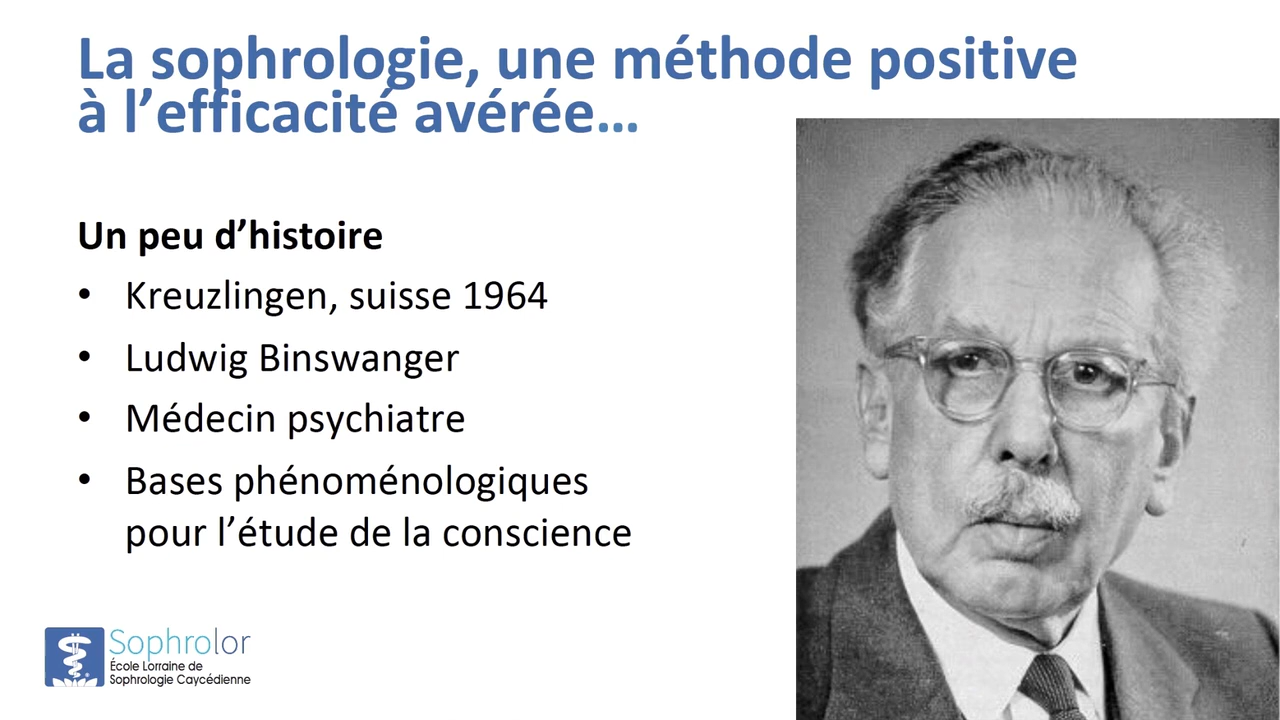 La sophrologie, une méthode positive
à l’efficacité avérée…
Un peu d’histoire
• Kreuzlingen, suisse 1964
• Ludwig Binswanger
• Médecin psychiatre
• Bases phénoménologiques
pour l’étude de la conscience
Sophrolor
École Lorraine de
Sophrologie Caycédienne